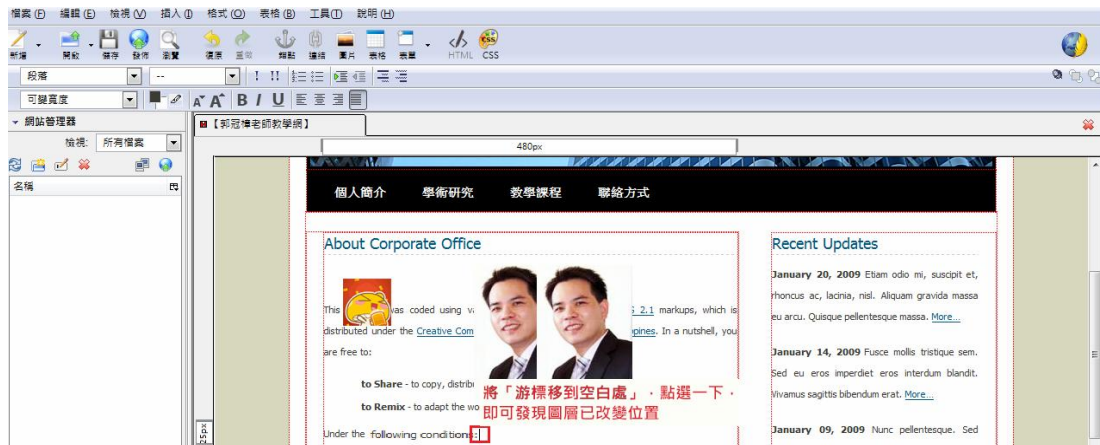 檔案(F) 編輯(E) 檢視(V) 插入(I) 格式(O) 表格(B) 工具(T) 說明(H)
新增 開啟 儲存 發佈 瀏覽 復原 重做 錨點 連結 圖片 表格 表單 HTML CSS
段落 --
可變寬度 A A B I U
網站管理器
【郭冠樟老師教學網】
檢視: 所有檔案
480px
名稱
個人簡介 學術研究 教學課程 聯絡方式
About Corporate Office
This was coded using 2.1 markups, which is
distributed under the Creative Com In a nutshell, you
are free to:
to Share - to copy, distribu
to Remix - to adapt the wo
將「游標移到空白處」，點選一下，
即可發現圖層已改變位置
Under the following conditions:
25px
Recent Updates
January 20, 2009 Etiam odio mi, suscipit et,
rhoncus ac, lacinia, nisl. Aliquam gravida massa
eu arcu. Quisque pellentesque massa. More...
January 14, 2009 Fusce mollis tristique sem.
Sed eu eros imperdiet eros interdum blandit.
Vivamus sagittis bibendum erat. More...
January 09, 2009 Nunc pellentesque. Sed